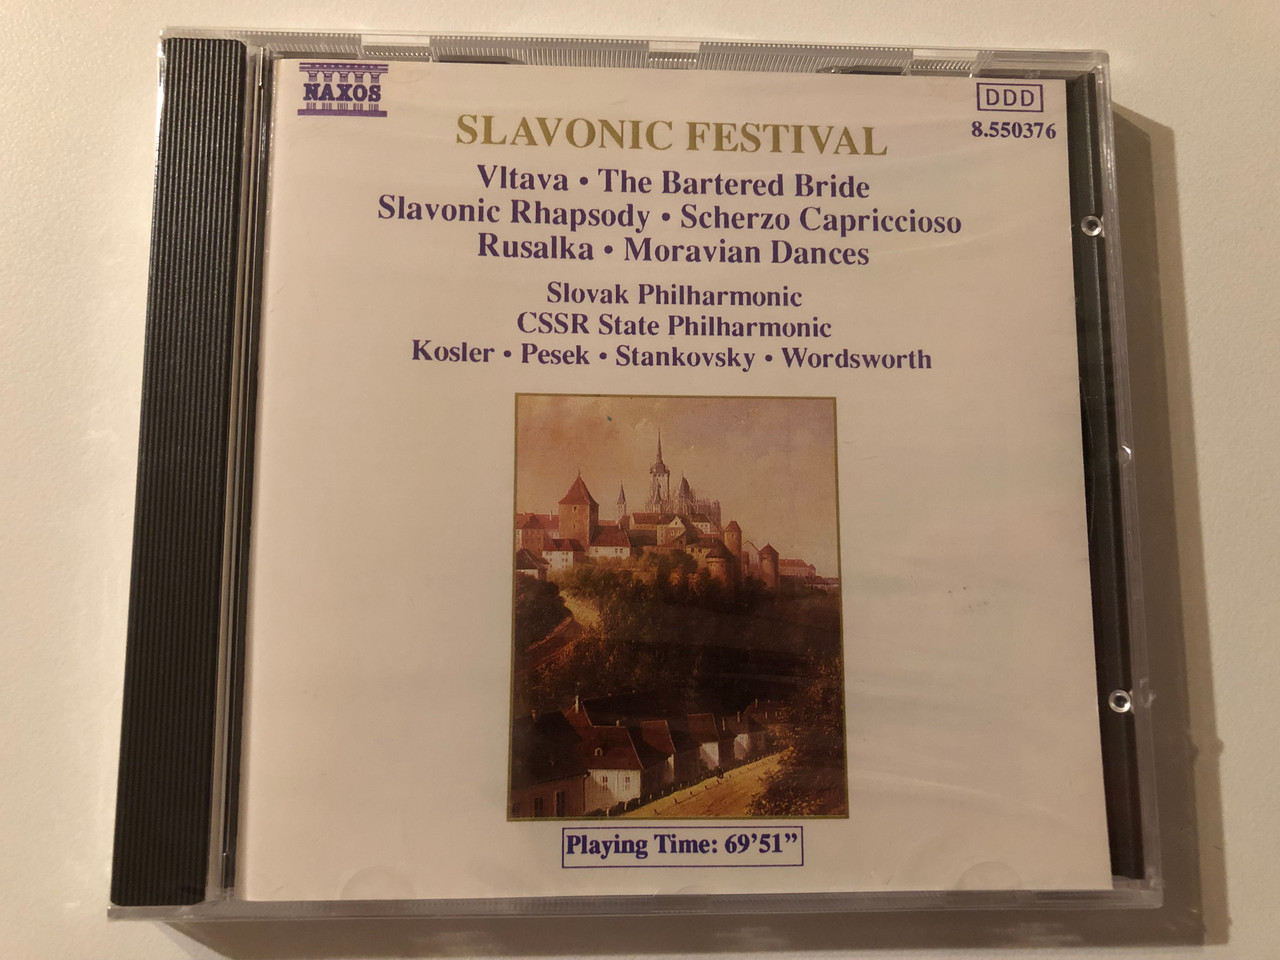 NAXOS
DDD
8.550376
SLAVONIC FESTIVAL
Vltava • The Bartered Bride
Slavonic Rhapsody • Scherzo Capriccioso
Rusalka • Moravian Dances
Slovak Philharmonic
CSSR State Philharmonic
Kosler • Pesek • Stankovsky • Wordsworth
Playing Time: 69’51”